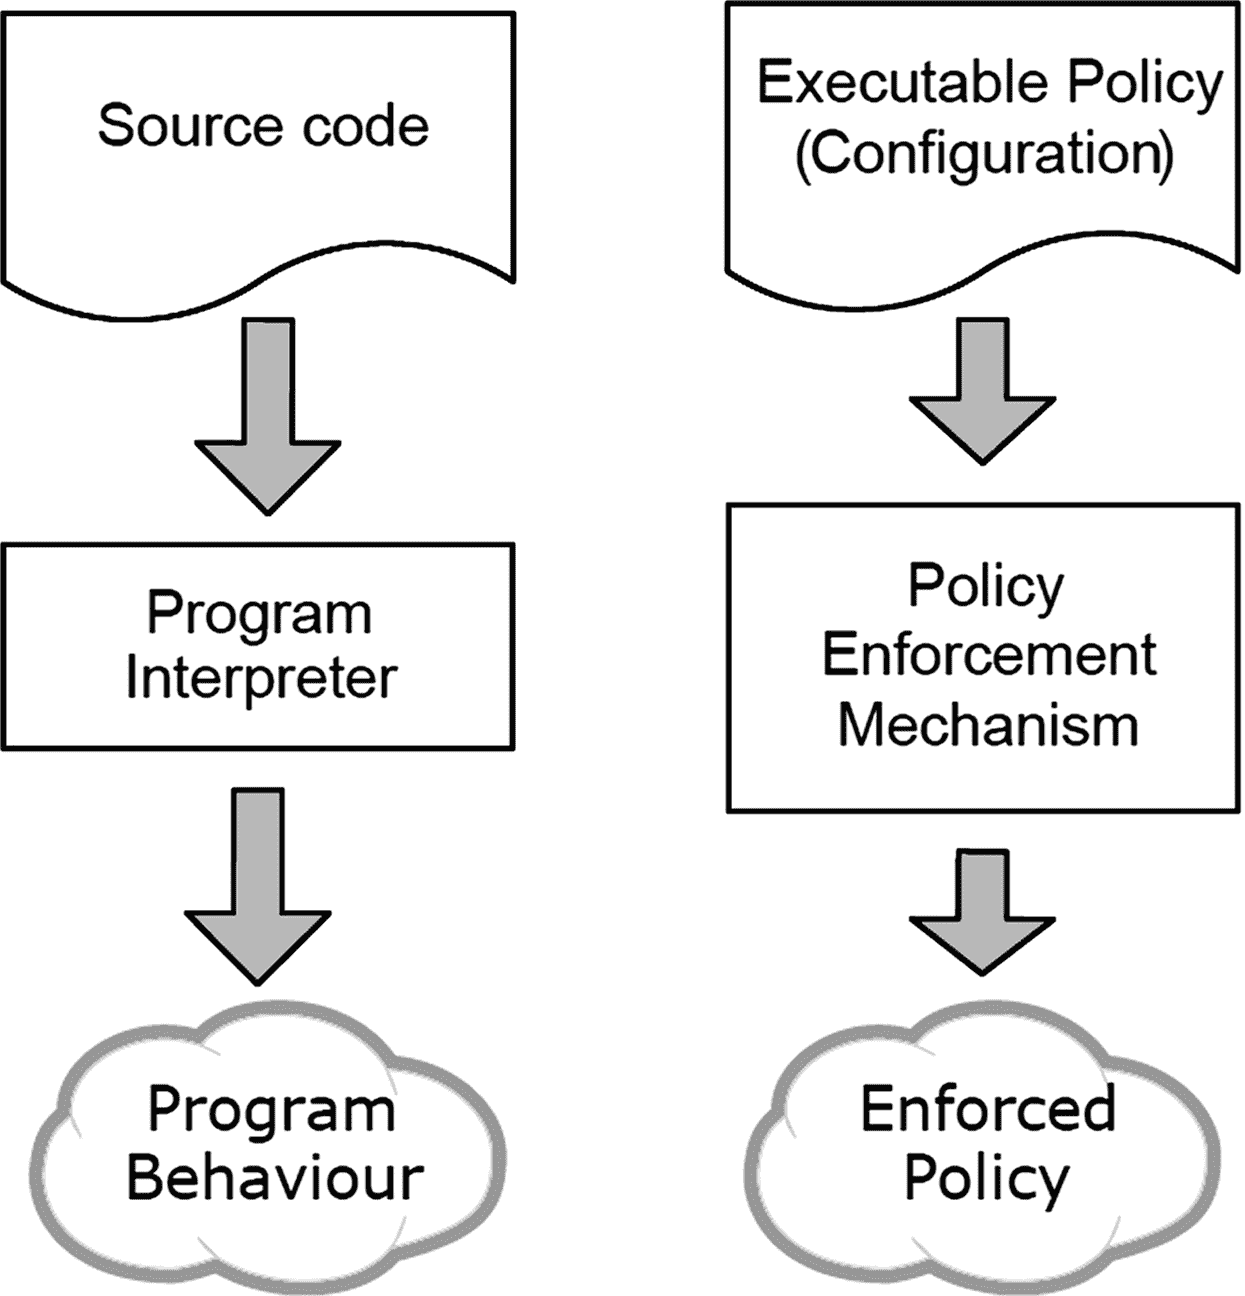 Source code
Program
Interpreter
Program
Behaviour
Executable Policy
(Configuration)
Policy
Enforcement
Mechanism
Enforced
Policy